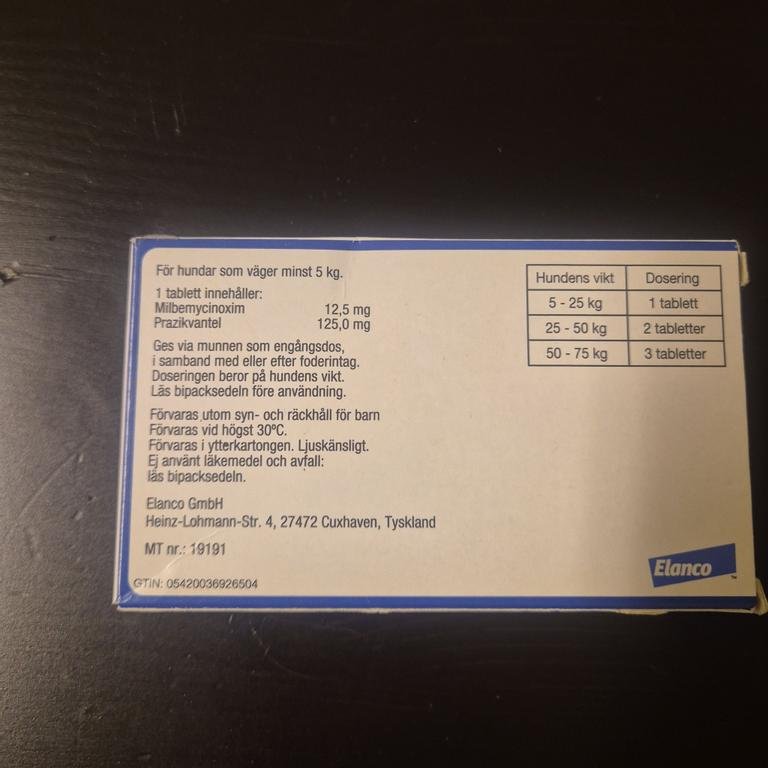 För hundar som väger minst 5 kg.
1 tablett innehåller:
Milbemycinoxim 12,5 mg
Prazikvantel 125,0 mg
Ges via munnen som engångsdos,
i samband med eller efter foderintag.
Doseringen beror på hundens vikt.
Läs bipacksedeln före användning.
Förvaras utom syn- och räckhåll för barn
Förvaras vid högst 30ºC.
Förvaras i ytterkartongen. Ljuskänsligt.
Ej använt läkemedel och avfall:
läs bipacksedeln.
Elanco GmbH
Heinz-Lohmann-Str. 4, 27472 Cuxhaven, Tyskland
MT nr.: 19191
GTIN: 05420036926504
Hundens vikt Dosering
5 - 25 kg 1 tablett
25 - 50 kg 2 tabletter
50 - 75 kg 3 tabletter
Elanco™